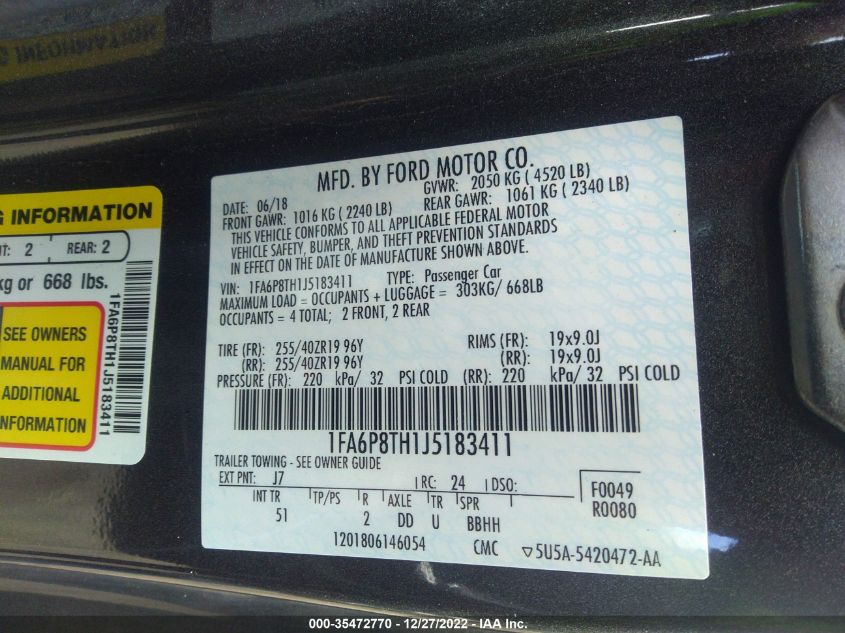 G INFORMATION
NT: 2 REAR: 2
kg or 668 lbs.
SEE OWNERS
MANUAL FOR
ADDITIONAL
INFORMATION
1FA6P8TH1J5183411
MFD. BY FORD MOTOR CO.
DATE: 06/18 GVWR: 2050 KG ( 4520 LB)
FRONT GAWR: 1016 KG ( 2240 LB) REAR GAWR: 1061 KG ( 2340 LB)
THIS VEHICLE CONFORMS TO ALL APPLICABLE FEDERAL MOTOR
VEHICLE SAFETY, BUMPER, AND THEFT PREVENTION STANDARDS
IN EFFECT ON THE DATE OF MANUFACTURE SHOWN ABOVE.
VIN: 1FA6P8TH1J5183411 TYPE: Passenger Car
MAXIMUM LOAD = OCCUPANTS + LUGGAGE = 303KG/ 668LB
OCCUPANTS = 4 TOTAL; 2 FRONT, 2 REAR
TIRE (FR): 255/40ZR19 96Y RIMS (FR): 19x9.0J
(RR): 255/40ZR19 96Y (RR): 19x9.0J
PRESSURE (FR): 220 kPa/ 32 PSI COLD (RR): 220 kPa/ 32 PSI COLD
1FA6P8TH1J5183411
TRAILER TOWING - SEE OWNER GUIDE
EXT PNT: J7 RC: 24 DSO: F0049
INT TR TP/PS R AXLE TR SPR R0080
51 2 DD U BBHH
1201806146054 CMC ▽5U5A-5420472-AA
000-35472770 - 12/27/2022 - IAA Inc.